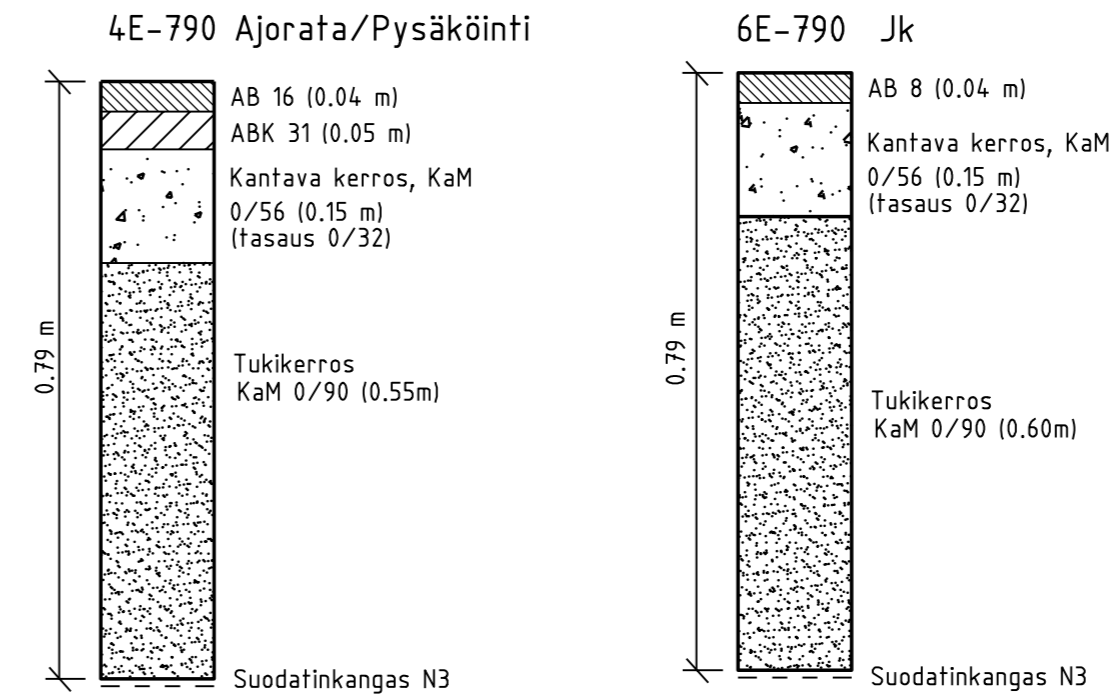 4E-790 Ajorata/Pysäköinti
AB 16 (0.04 m)
ABK 31 (0.05 m)
Kantava kerros, KaM
0/56 (0.15 m)
(tasaus 0/32)
0.79 m
Tukikerros
KaM 0/90 (0.55m)
Suodatinkangas N3
6E-790 Jk
AB 8 (0.04 m)
Kantava kerros, KaM
0/56 (0.15 m)
(tasaus 0/32)
0.79 m
Tukikerros
KaM 0/90 (0.60m)
Suodatinkangas N3